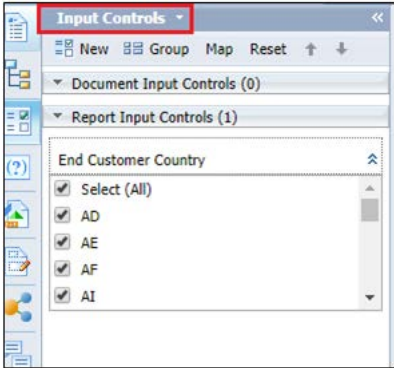 Input Controls
New Group Map Reset
Document Input Controls (0)
Report Input Controls (1)
End Customer Country
Select (All)
AD
AE
AF
AI
(?)